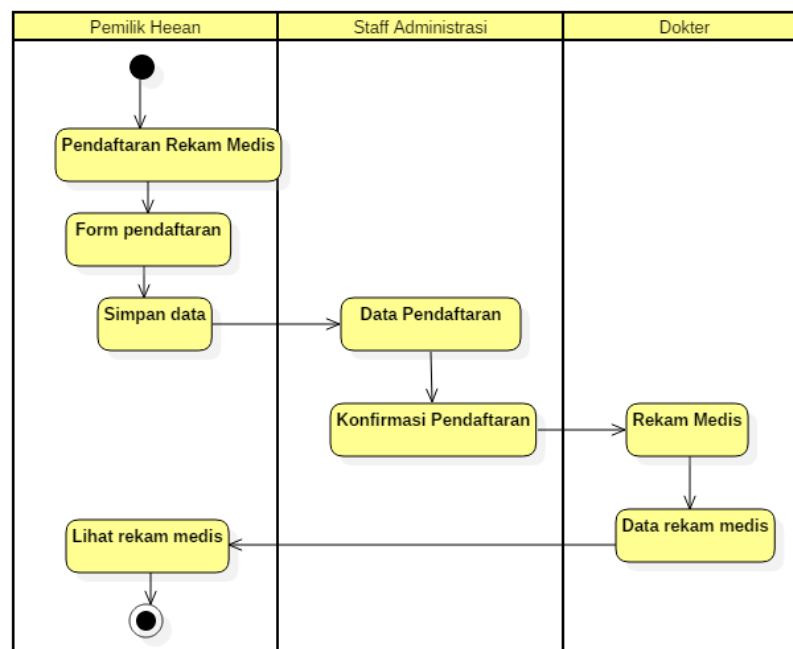 Pemilik Heean
Staff Administrasi
Dokter
Pendaftaran Rekam Medis
Form pendaftaran
Simpan data
Data Pendaftaran
Konfirmasi Pendaftaran
Rekam Medis
Data rekam medis
Lihat rekam medis